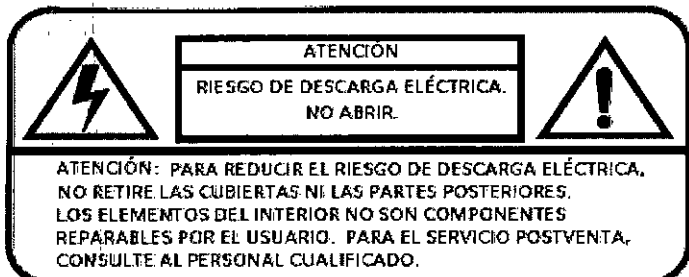 ATENCIÓN
RIESGO DE DESCARGA ELÉCTRICA.
NO ABRIR.
ATENCIÓN: PARA REDUCIR EL RIESGO DE DESCARGA ELÉCTRICA,
NO RETIRE LAS CUBIERTAS NI LAS PARTES POSTERIORES.
LOS ELEMENTOS DEL INTERIOR NO SON COMPONENTES
REPARABLES POR EL USUARIO. PARA EL SERVICIO POSTVENTA,
CONSULTE AL PERSONAL CUALIFICADO.